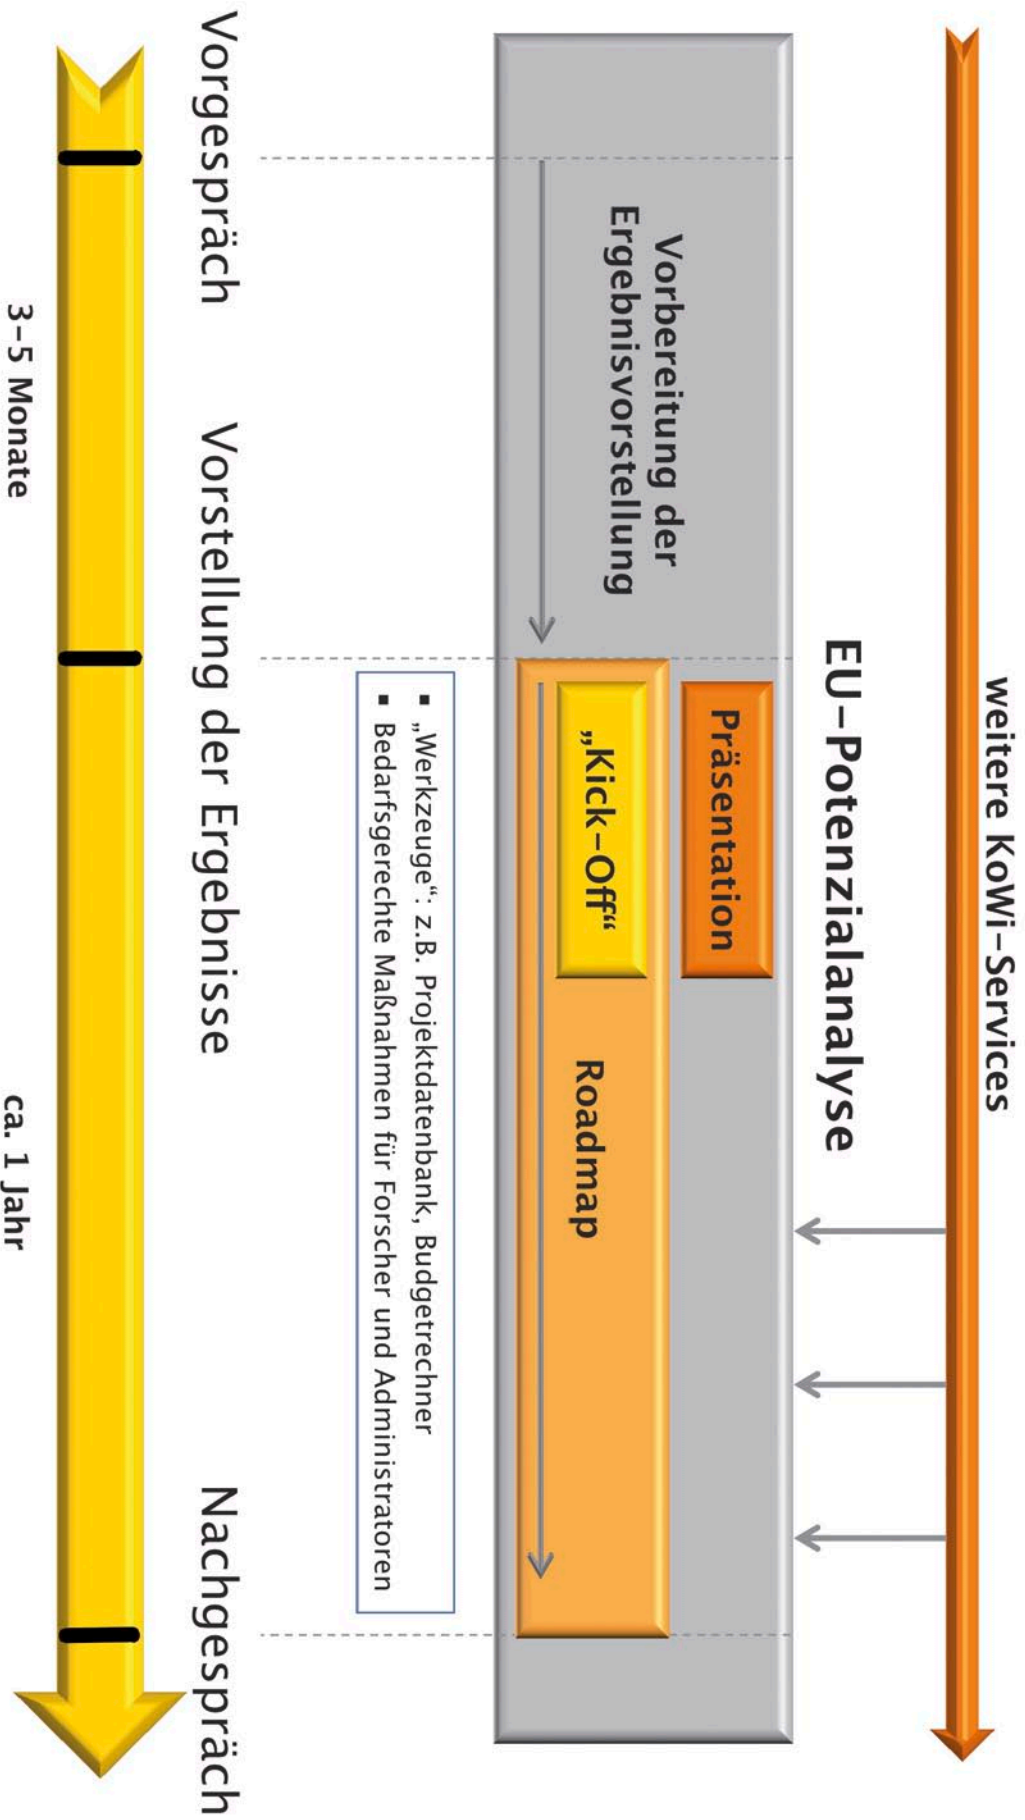 weitere KoWi-Services
EU-Potenzialanalyse
Vorbereitung der
Ergebnisvorstellung
Präsentation
„Kick-Off“
Roadmap
▪ „Werkzeuge“: z.B. Projektdatenbank, Budgetrechner
▪ Bedarfsgerechte Maßnahmen für Forscher und Administratoren
Vorgespräch
Vorstellung der Ergebnisse
Nachgespräch
3-5 Monate
ca. 1 Jahr